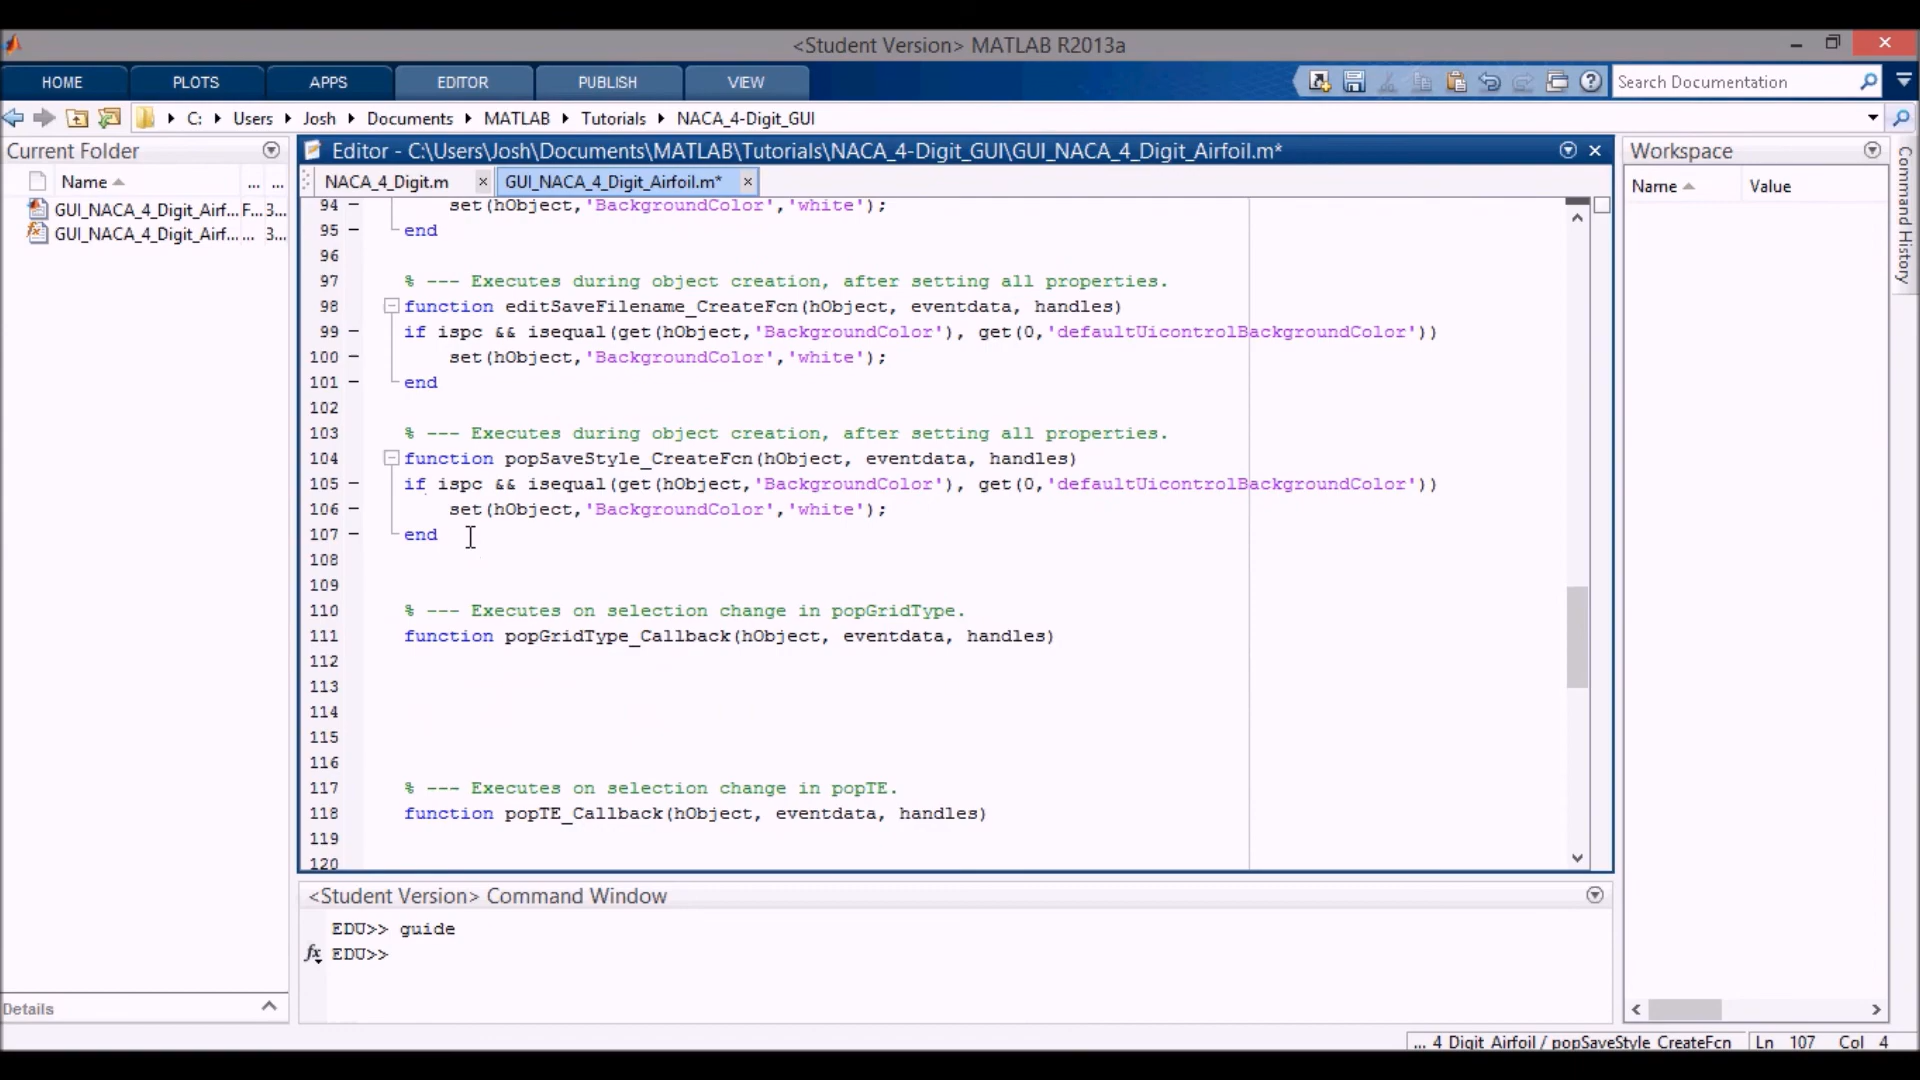 <Student Version> MATLAB R2013a
HOME PLOTS APPS EDITOR PUBLISH VIEW Search Documentation
C: Users Josh Documents MATLAB Tutorials NACA_4-Digit_GUI
Current Folder
Name ... ...
GUI_NACA_4_Digit_Airf... F... 3...
GUI_NACA_4_Digit_Airf... ... 3...
Details
Editor - C:\Users\Josh\Documents\MATLAB\Tutorials\NACA_4-Digit_GUI\GUI_NACA_4_Digit_Airfoil.m*
NACA_4_Digit.m GUI_NACA_4_Digit_Airfoil.m*
94 set(hObject,'BackgroundColor','white');
95 end
96
97 % --- Executes during object creation, after setting all properties.
98 function editSaveFilename_CreateFcn(hObject, eventdata, handles)
99 if ispc && isequal(get(hObject,'BackgroundColor'), get(0,'defaultUicontrolBackgroundColor'))
100 set(hObject,'BackgroundColor','white');
101 end
102
103 % --- Executes during object creation, after setting all properties.
104 function popSaveStyle_CreateFcn(hObject, eventdata, handles)
105 if ispc && isequal(get(hObject,'BackgroundColor'), get(0,'defaultUicontrolBackgroundColor'))
106 set(hObject,'BackgroundColor','white');
107 end
108
109
110 % --- Executes on selection change in popGridType.
111 function popGridType_Callback(hObject, eventdata, handles)
112
113
114
115
116
117 % --- Executes on selection change in popTE.
118 function popTE_Callback(hObject, eventdata, handles)
119
120
<Student Version> Command Window
EDU>> guide
fx EDU>>
Workspace
Name Value
Command History
... 4 Digit Airfoil / popSaveStyle CreateFcn Ln 107 Col 4